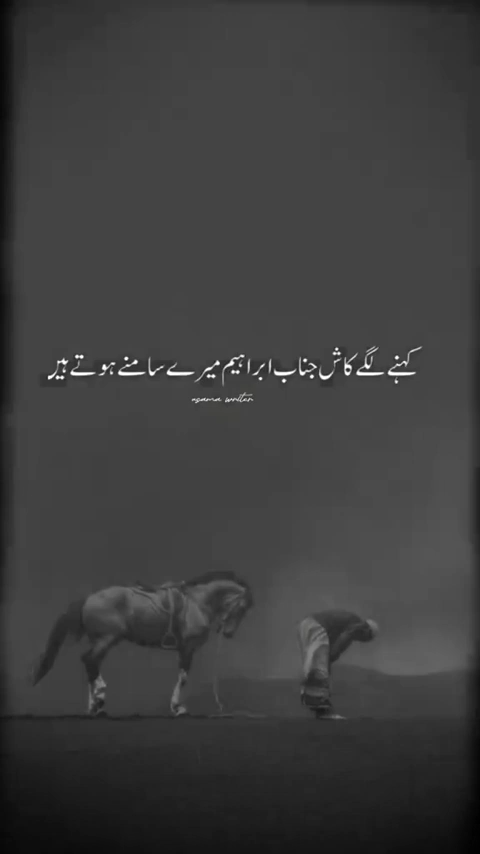 کہنے لگے کاش جناب ابراہیم میرے سامنے ہوتے ہیں
osama writer